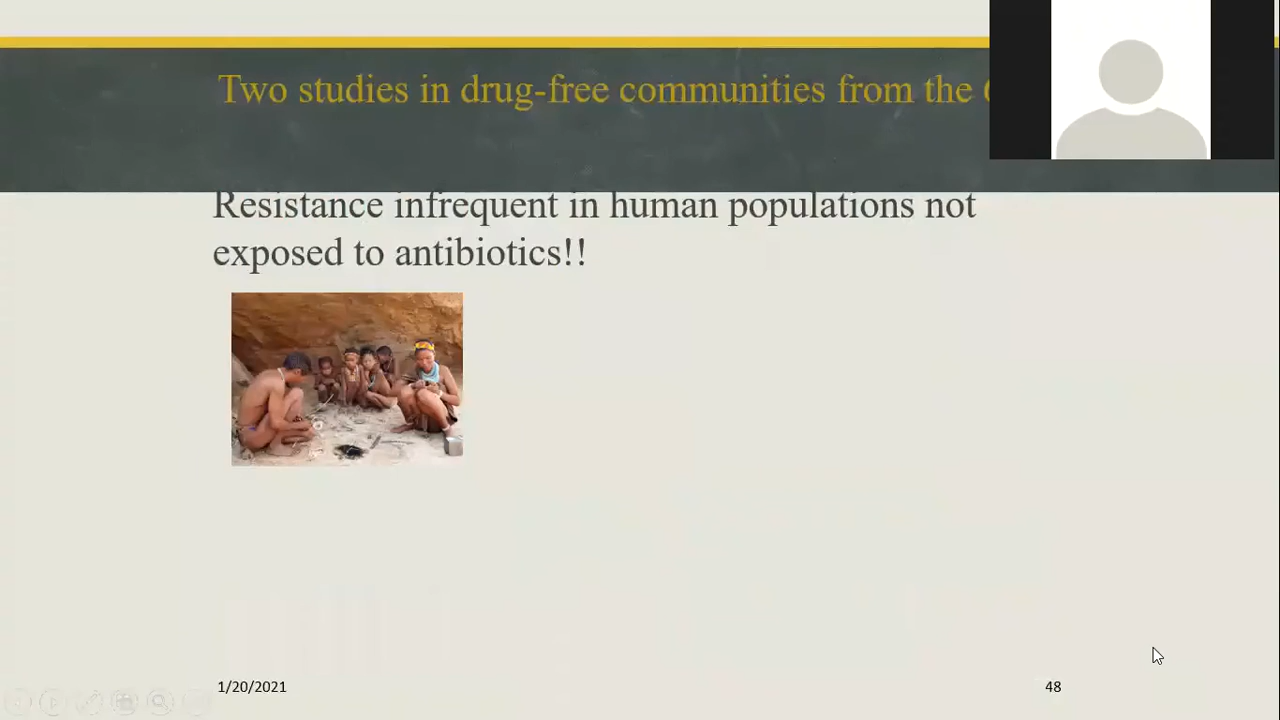 Two studies in drug-free communities from the
Resistance infrequent in human populations not
exposed to antibiotics!!
1/20/2021
48